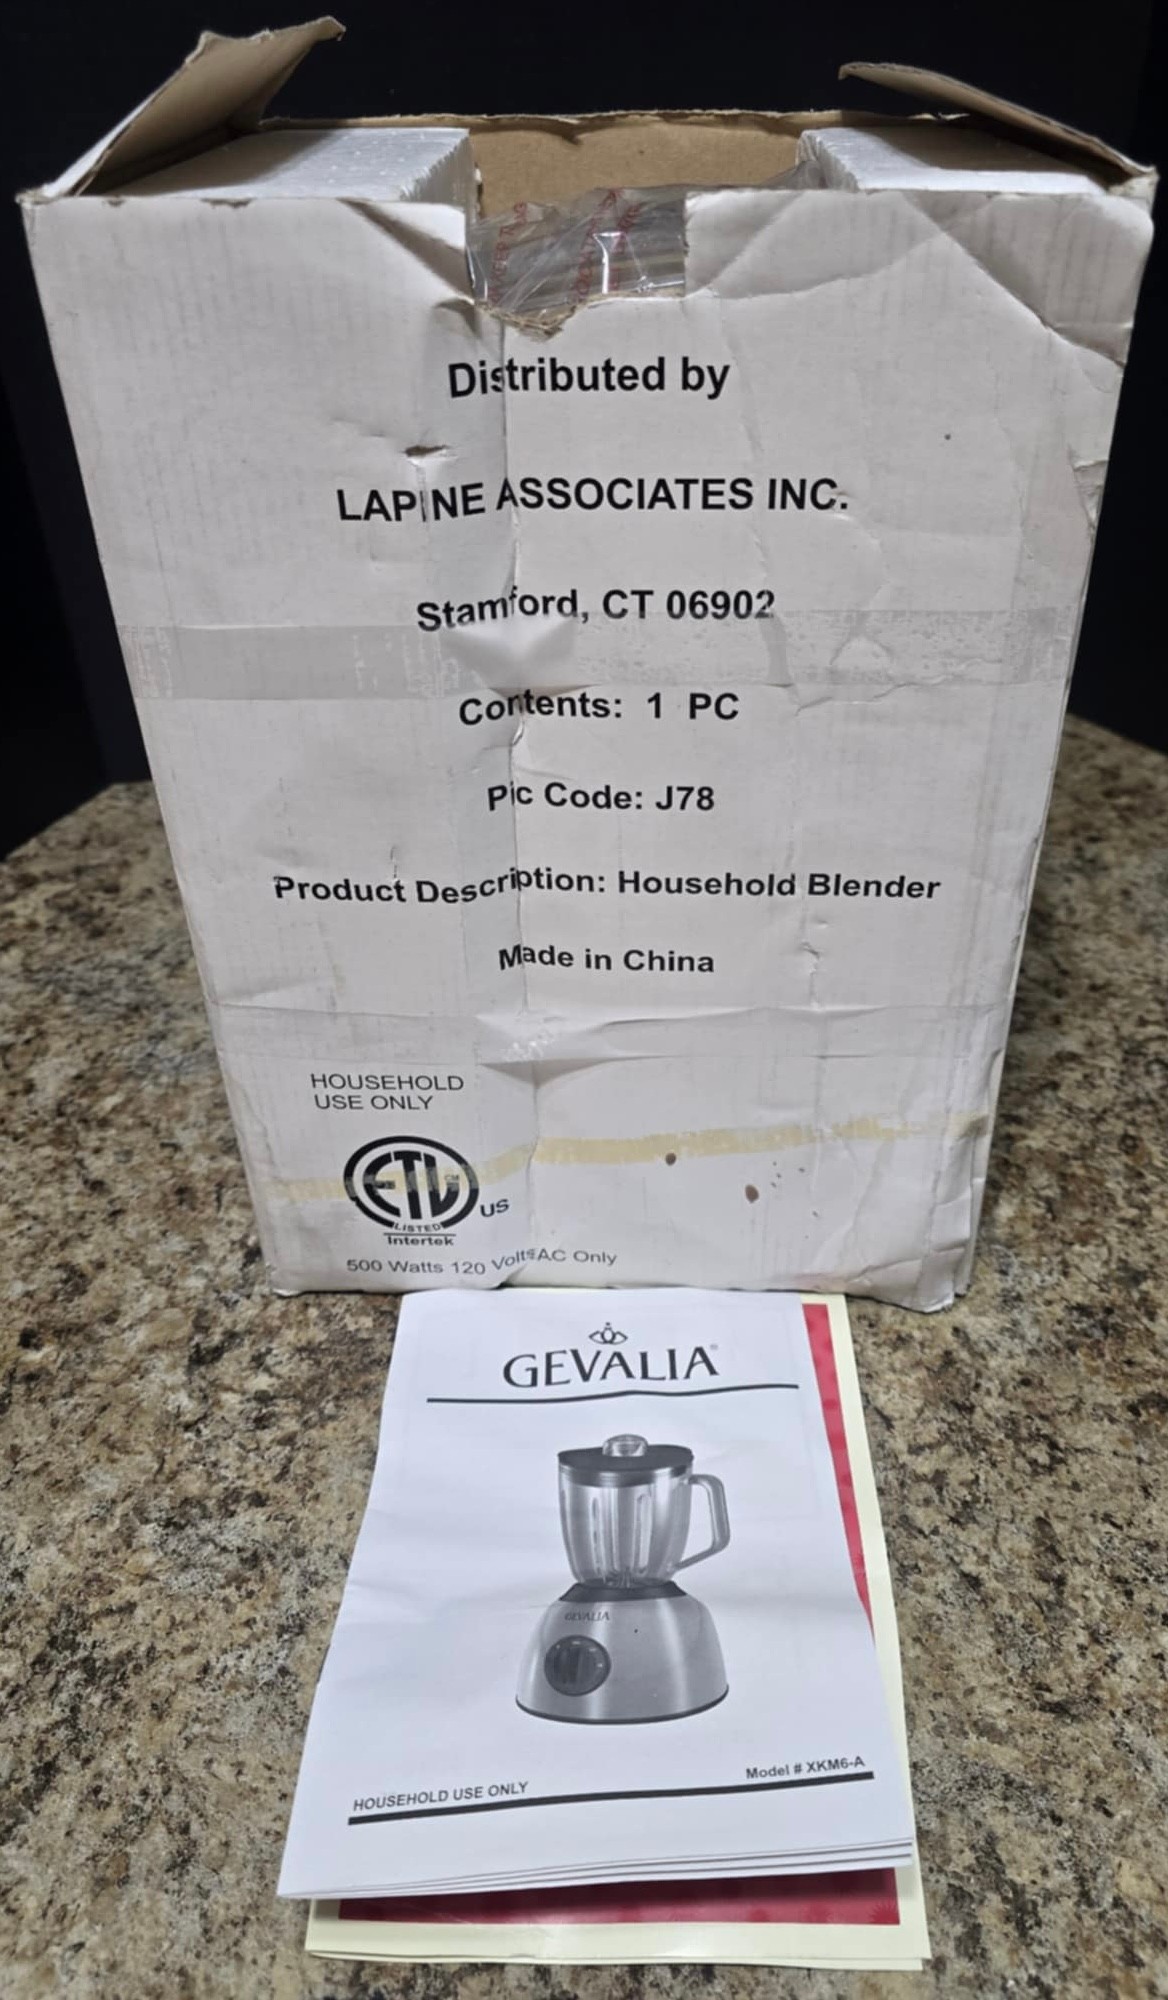 Distributed by
LAPINE ASSOCIATES INC.
Stamford, CT 06902
Contents: 1 PC
Pic Code: J78
Product Description: Household Blender
Made in China
HOUSEHOLD
USE ONLY
ETL CM
LISTED
US
Intertek
500 Watts 120 Volts AC Only
GEVALIA®
GEVALIA
HOUSEHOLD USE ONLY
Model # XKM6-A